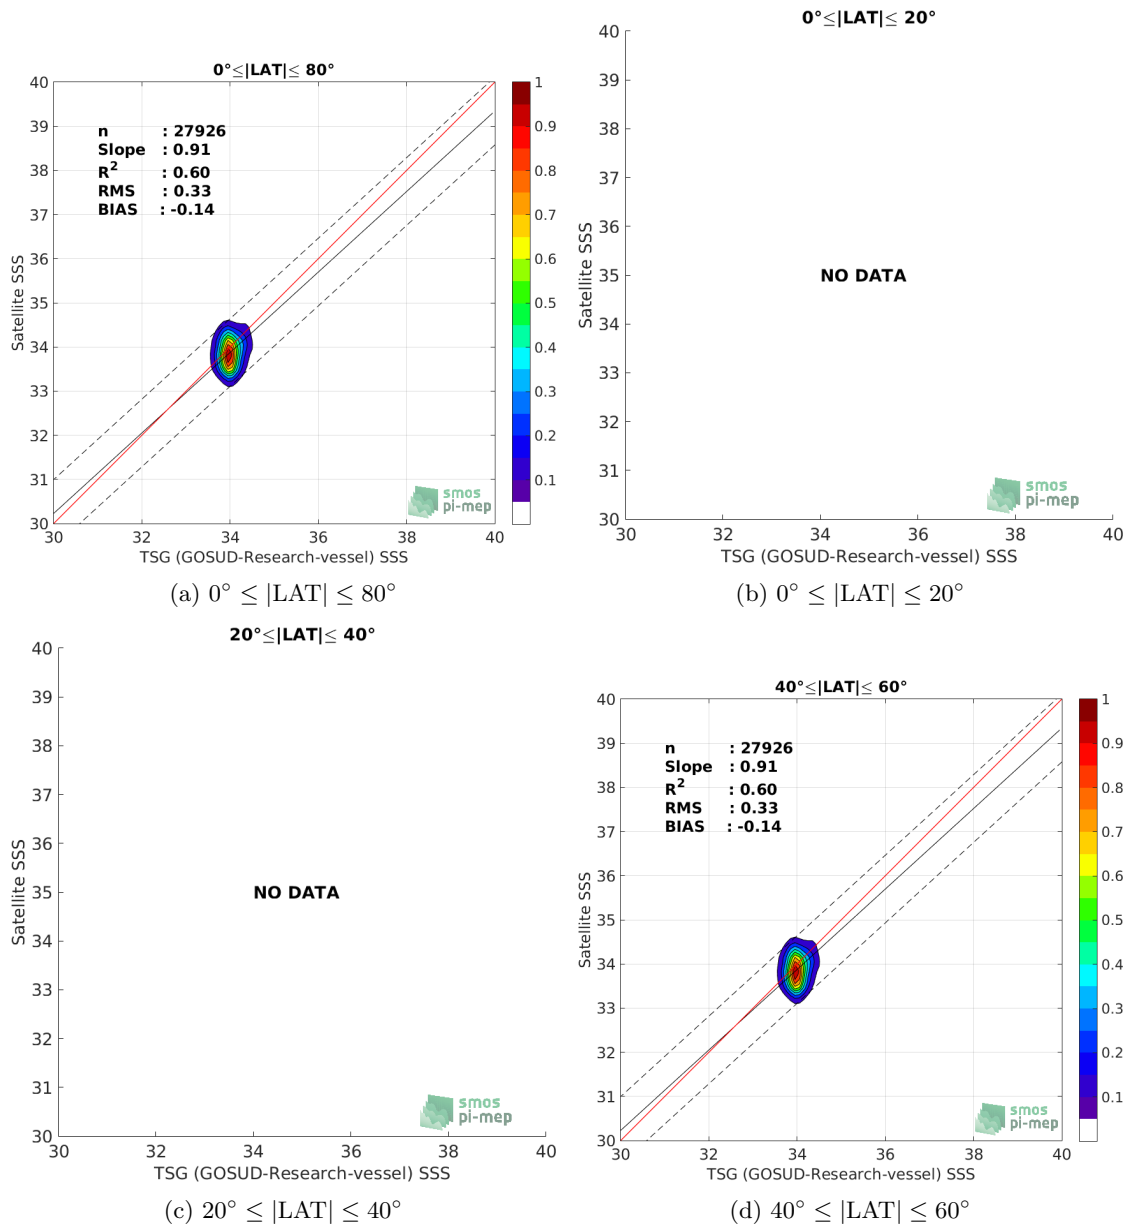 0°≤|LAT|≤ 80°
40
39
38
37
36
35
34
33
32
31
30
n : 27926
Slope : 0.91
R² : 0.60
RMS : 0.33
BIAS : -0.14
Satellite SSS
30 32 34 36 38 40
TSG (GOSUD-Research-vessel) SSS
1
0.9
0.8
0.7
0.6
0.5
0.4
0.3
0.2
0.1
smos
pi-mep
(a) 0° ≤ |LAT| ≤ 80°
0°≤|LAT|≤ 20°
40
39
38
37
36
35
34
33
32
31
30
Satellite SSS
NO DATA
smos
pi-mep
30 32 34 36 38 40
TSG (GOSUD-Research-vessel) SSS
(b) 0° ≤ |LAT| ≤ 20°
20°≤|LAT|≤ 40°
40
39
38
37
36
35
34
33
32
31
30
Satellite SSS
NO DATA
smos
pi-mep
30 32 34 36 38 40
TSG (GOSUD-Research-vessel) SSS
(c) 20° ≤ |LAT| ≤ 40°
40°≤|LAT|≤ 60°
40
39
38
37
36
35
34
33
32
31
30
n : 27926
Slope : 0.91
R² : 0.60
RMS : 0.33
BIAS : -0.14
Satellite SSS
30 32 34 36 38 40
TSG (GOSUD-Research-vessel) SSS
1
0.9
0.8
0.7
0.6
0.5
0.4
0.3
0.2
0.1
smos
pi-mep
(d) 40° ≤ |LAT| ≤ 60°